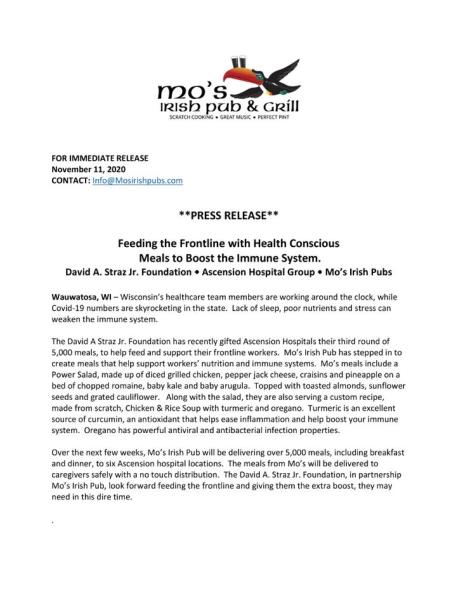 mo's
IRISH PUB & GRILL
SCRATCH COOKING • GREAT MUSIC • PERFECT PINT
FOR IMMEDIATE RELEASE
November 11, 2020
CONTACT: Info@Mosirishpubs.com
**PRESS RELEASE**
Feeding the Frontline with Health Conscious
Meals to Boost the Immune System.
David A. Straz Jr. Foundation • Ascension Hospital Group • Mo's Irish Pubs
Wauwatosa, WI – Wisconsin's healthcare team members are working around the clock, while
Covid-19 numbers are skyrocketing in the state. Lack of sleep, poor nutrients and stress can
weaken the immune system.
The David A Straz Jr. Foundation has recently gifted Ascension Hospitals their third round of
5,000 meals, to help feed and support their frontline workers. Mo's Irish Pub has stepped in to
create meals that help support workers' nutrition and immune systems. Mo's meals include a
Power Salad, made up of diced grilled chicken, pepper jack cheese, craisins and pineapple on a
bed of chopped romaine, baby kale and baby arugula. Topped with toasted almonds, sunflower
seeds and grated cauliflower. Along with the salad, they are also serving a custom recipe,
made from scratch, Chicken & Rice Soup with turmeric and oregano. Turmeric is an excellent
source of curcumin, an antioxidant that helps ease inflammation and help boost your immune
system. Oregano has powerful antiviral and antibacterial infection properties.
Over the next few weeks, Mo's Irish Pub will be delivering over 5,000 meals, including breakfast
and dinner, to six Ascension hospital locations. The meals from Mo's will be delivered to
caregivers safely with a no touch distribution. The David A. Straz Jr. Foundation, in partnership
Mo's Irish Pub, look forward feeding the frontline and giving them the extra boost, they may
need in this dire time.
.